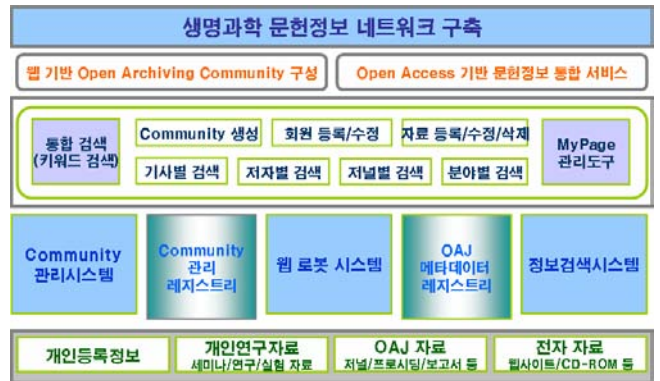 생명과학 문헌정보 네트워크 구축
웹 기반 Open Archiving Community 구성
Open Access 기반 문헌정보 통합 서비스
통합 검색
(키워드 검색)
Community 생성
회원 등록/수정
자료 등록/수정/삭제
기사별 검색
저자별 검색
저널별 검색
분야별 검색
MyPage
관리도구
Community
관리시스템
Community
관리
레지스트리
웹 로봇 시스템
OAJ
메타데이터
레지스트리
정보검색시스템
개인등록정보
개인연구자료
세미나/연구/실험 자료
OAJ 자료
저널/프로시딩/보고서 등
전자 자료
웹사이트/CD-ROM 등